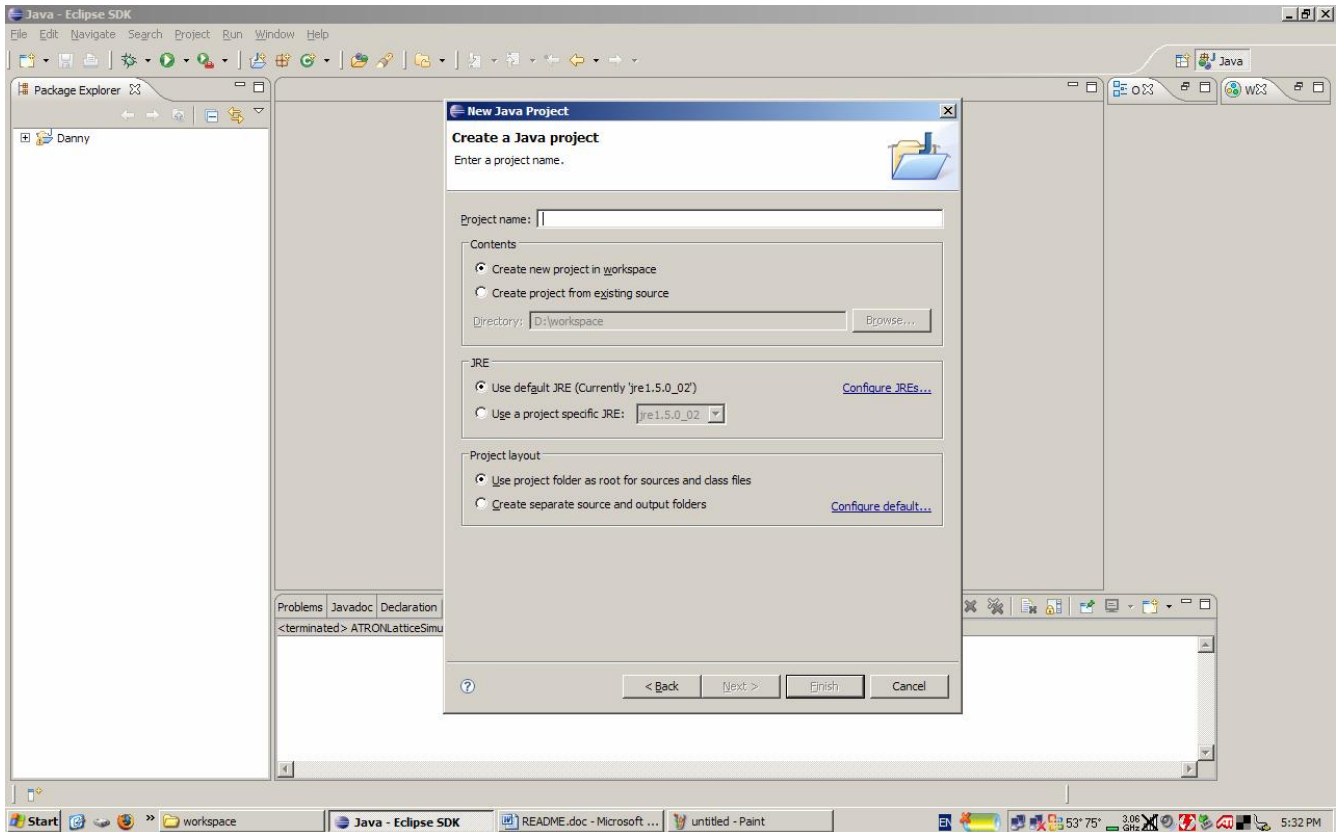 Java - Eclipse SDK
File Edit Navigate Search Project Run Window Help
Java
Package Explorer
Danny
New Java Project
Create a Java project
Enter a project name.
Project name:
Contents
Create new project in workspace
Create project from existing source
Directory: D:\workspace Browse...
JRE
Use default JRE (Currently 'jre1.5.0_02') Configure JREs...
Use a project specific JRE: jre1.5.0_02
Project layout
Use project folder as root for sources and class files
Create separate source and output folders Configure default...
Problems Javadoc Declaration
<terminated> ATRONLatticeSimu
< Back Next > Finish Cancel
Start workspace Java - Eclipse SDK README.doc - Microsoft ... untitled - Paint EN 53° 75° 3.06 GHz 5:32 PM